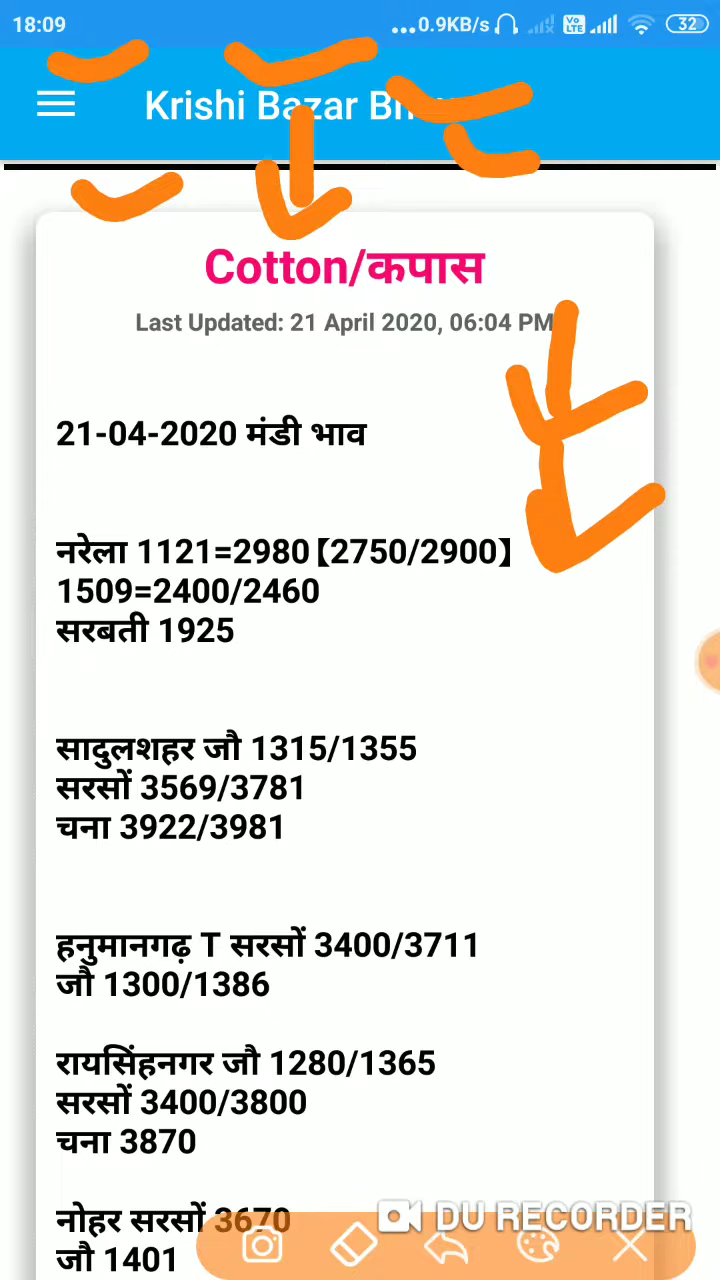 18:09 ...0.9KB/s Vo LTE 32
Krishi Bazar
Cotton/कपास
Last Updated: 21 April 2020, 06:04 PM
21-04-2020 मंडी भाव
नरेला 1121=2980【2750/2900】
1509=2400/2460
सरबती 1925
सादुलशहर जौ 1315/1355
सरसों 3569/3781
चना 3922/3981
हनुमानगढ़ T सरसों 3400/3711
जौ 1300/1386
रायसिंहनगर जौ 1280/1365
सरसों 3400/3800
चना 3870
नोहर सरसों 3670
जौ 1401
DU RECORDER